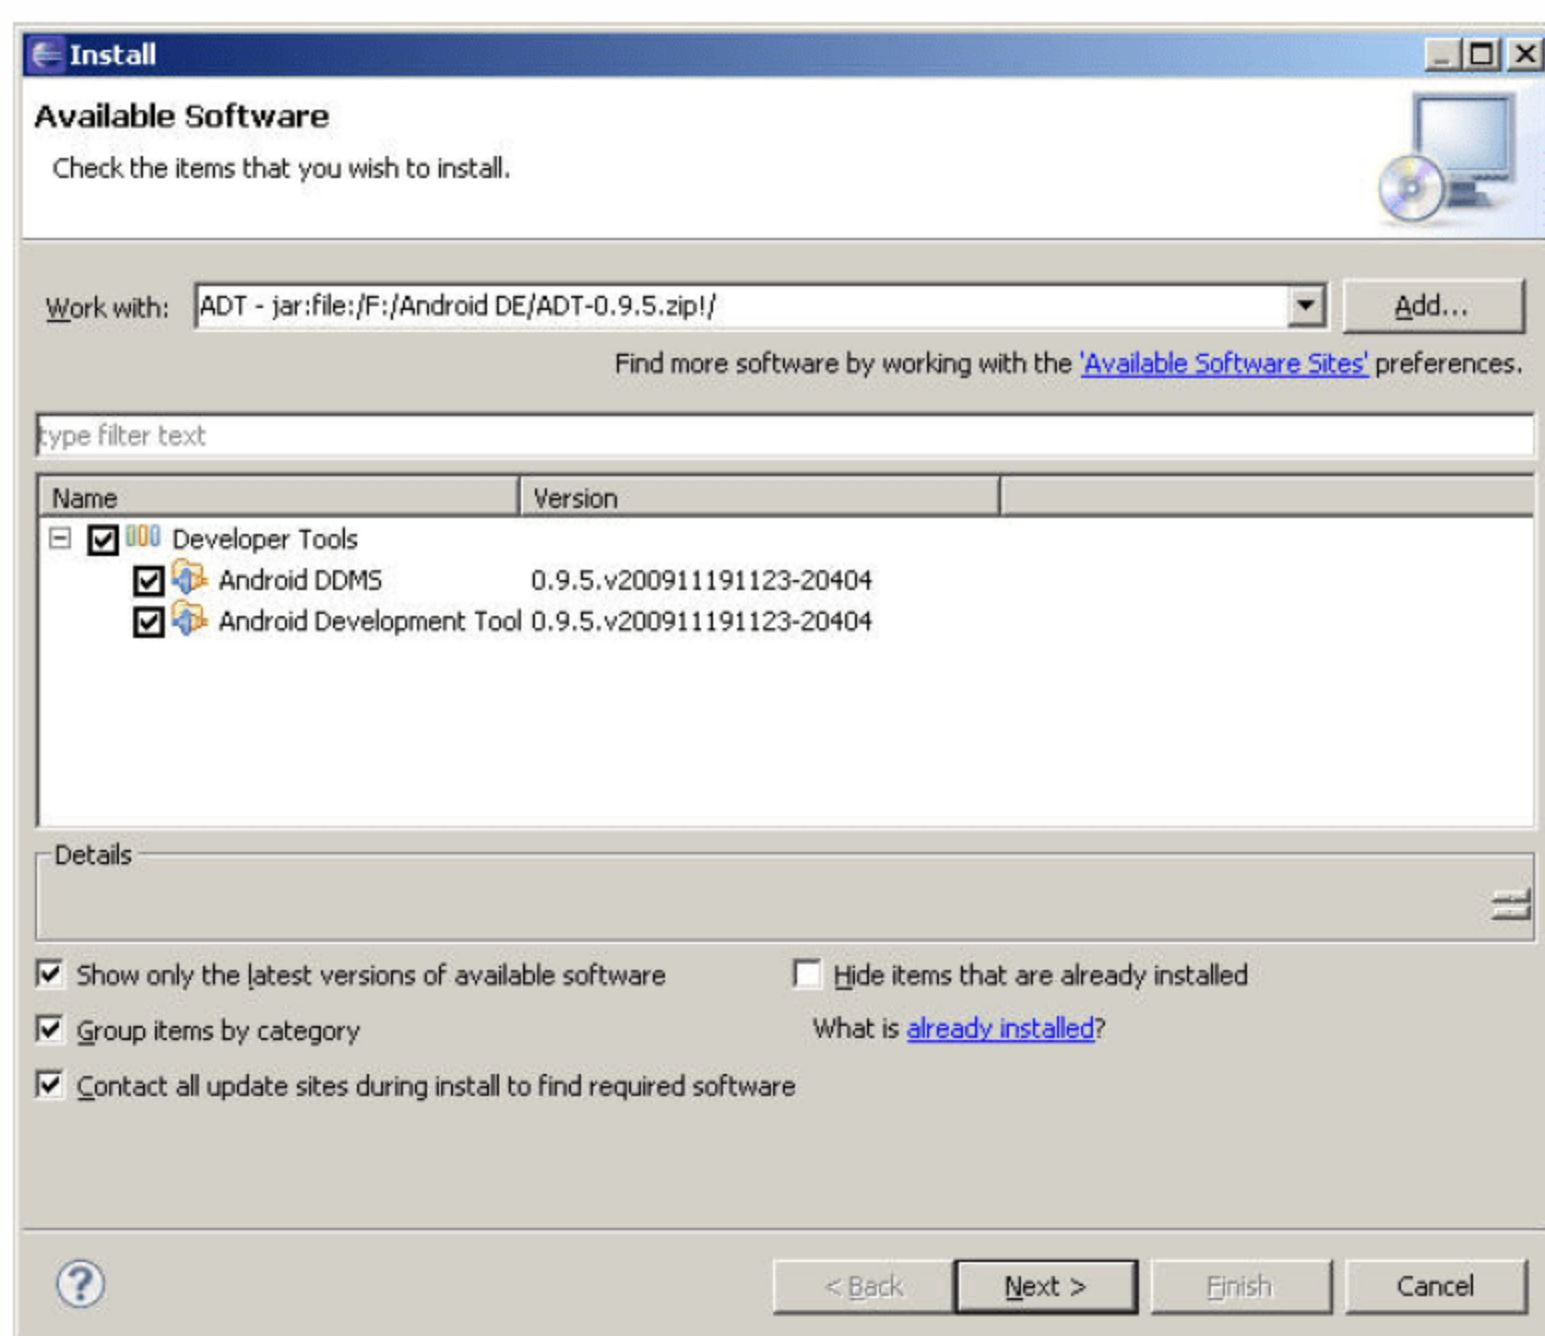 Install
Available Software
Check the items that you wish to install.
Work with: ADT - jar:file:/F:/Android DE/ADT-0.9.5.zip!/ Add...
Find more software by working with the 'Available Software Sites' preferences.
type filter text
Name Version
Developer Tools
Android DDMS 0.9.5.v200911191123-20404
Android Development Tool 0.9.5.v200911191123-20404
Details
Show only the latest versions of available software Hide items that are already installed
Group items by category What is already installed?
Contact all update sites during install to find required software
? < Back Next > Finish Cancel